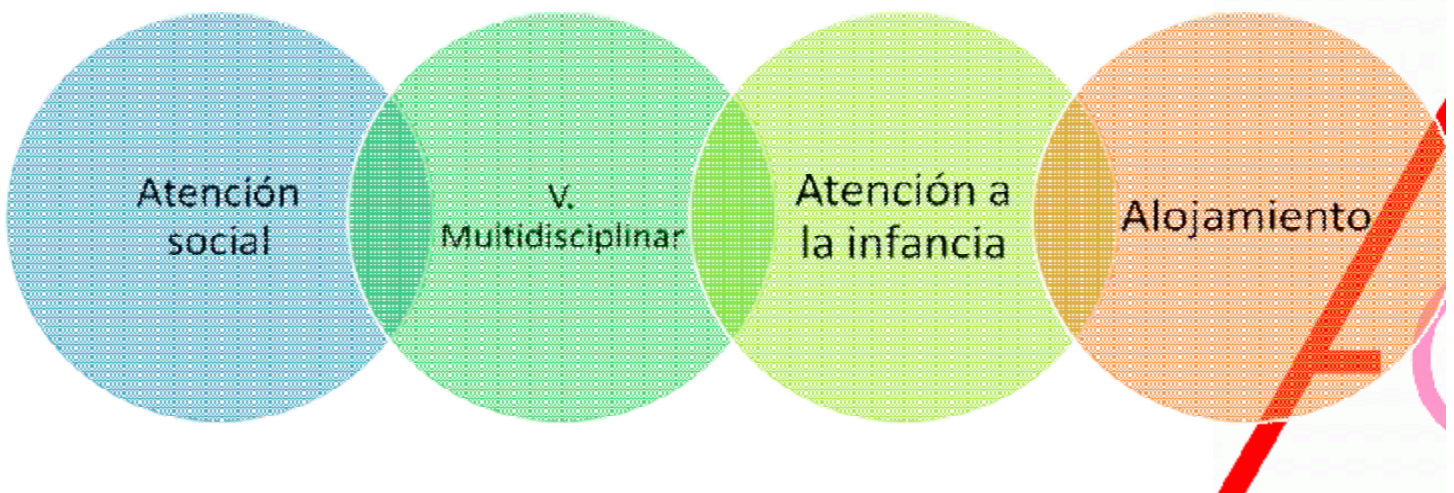 Atención
social
V.
Multidisciplinar
Atención a
la infancia
Alojamiento